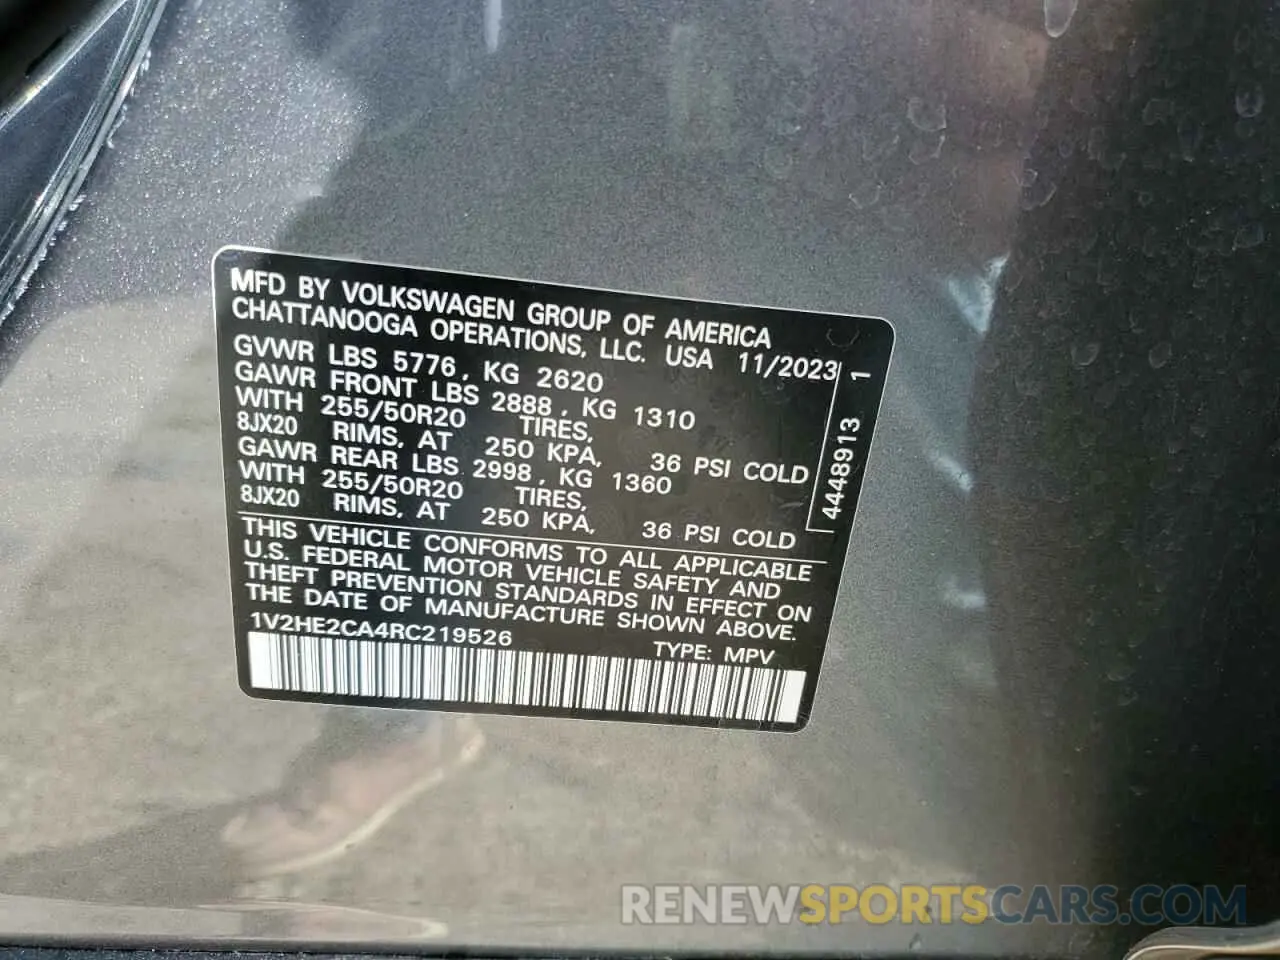 MFD BY VOLKSWAGEN GROUP OF AMERICA
CHATTANOOGA OPERATIONS, LLC. USA 11/2023
GVWR LBS 5776, KG 2620
GAWR FRONT LBS 2888, KG 1310
WITH 255/50R20 TIRES,
8JX20 RIMS, AT 250 KPA, 36 PSI COLD
GAWR REAR LBS 2998, KG 1360
WITH 255/50R20 TIRES,
8JX20 RIMS, AT 250 KPA, 36 PSI COLD
4448913 1
THIS VEHICLE CONFORMS TO ALL APPLICABLE
U.S. FEDERAL MOTOR VEHICLE SAFETY AND
THEFT PREVENTION STANDARDS IN EFFECT ON
THE DATE OF MANUFACTURE SHOWN ABOVE.
1V2HE2CA4RC219526 TYPE: MPV
RENEWSPORTSCARS.COM